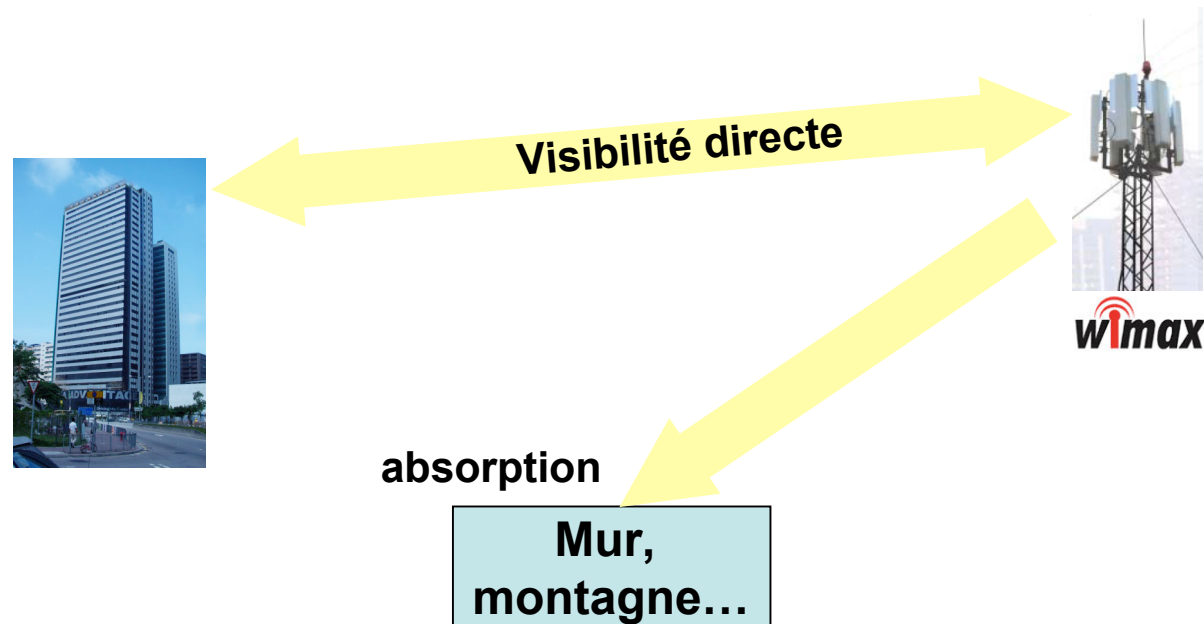 Visibilité directe
wimax
absorption
Mur,
montagne…